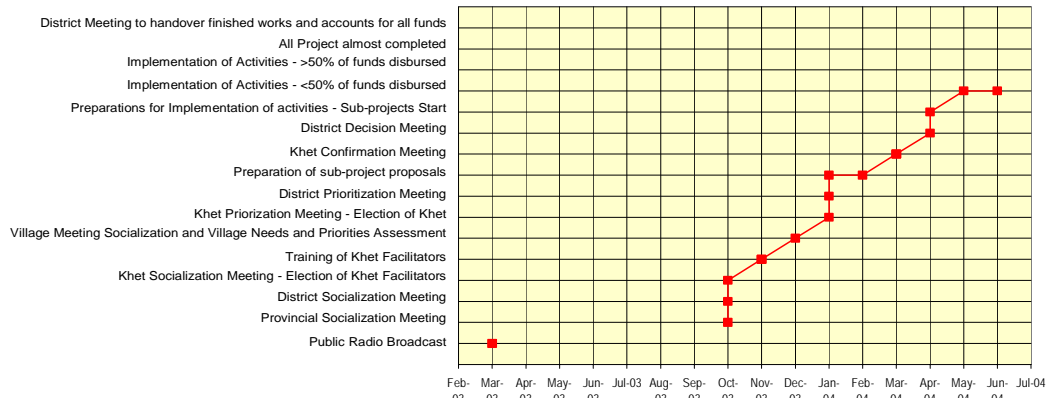 District Meeting to handover finished works and accounts for all funds
All Project almost completed
Implementation of Activities - >50% of funds disbursed
Implementation of Activities - <50% of funds disbursed
Preparations for Implementation of activities - Sub-projects Start
District Decision Meeting
Khet Confirmation Meeting
Preparation of sub-project proposals
District Prioritization Meeting
Khet Priorization Meeting - Election of Khet
Village Meeting Socialization and Village Needs and Priorities Assessment
Training of Khet Facilitators
Khet Socialization Meeting - Election of Khet Facilitators
District Socialization Meeting
Provincial Socialization Meeting
Public Radio Broadcast
Feb- Mar- Apr- May- Jun- Jul-03 Aug- Sep- Oct- Nov- Dec- Jan- Feb- Mar- Apr- May- Jun- Jul-04